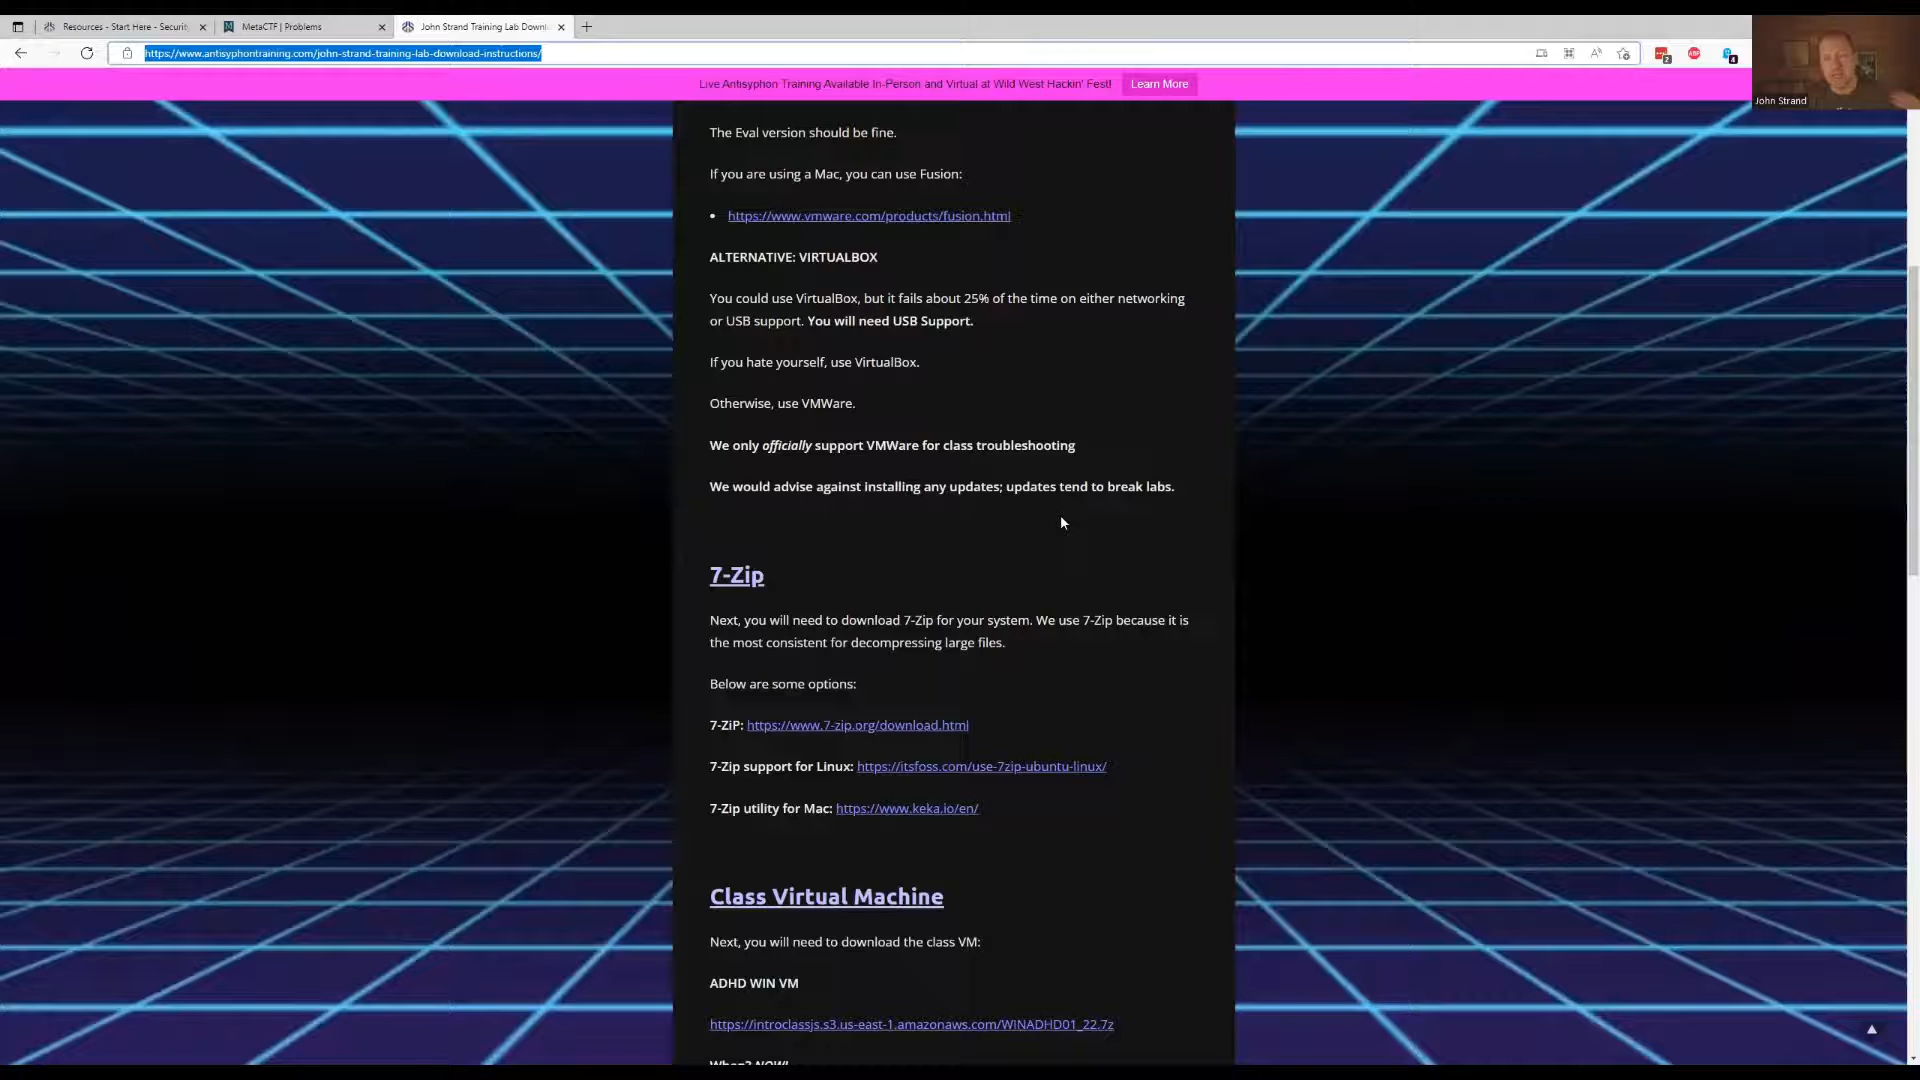 Resources - Start Here - Securit
MetaCTF | Problems
John Strand Training Lab Downl
https://www.antisyphontraining.com/john-strand-training-lab-download-instructions/
Live Antisyphon Training Available In-Person and Virtual at Wild West Hackin' Fest!
Learn More
John Strand
The Eval version should be fine.
If you are using a Mac, you can use Fusion:
https://www.vmware.com/products/fusion.html
ALTERNATIVE: VIRTUALBOX
You could use VirtualBox, but it fails about 25% of the time on either networking
or USB support. You will need USB Support.
If you hate yourself, use VirtualBox.
Otherwise, use VMWare.
We only officially support VMWare for class troubleshooting
We would advise against installing any updates; updates tend to break labs.
7-Zip
Next, you will need to download 7-Zip for your system. We use 7-Zip because it is
the most consistent for decompressing large files.
Below are some options:
7-ZiP: https://www.7-zip.org/download.html
7-Zip support for Linux: https://itsfoss.com/use-7zip-ubuntu-linux/
7-Zip utility for Mac: https://www.keka.io/en/
Class Virtual Machine
Next, you will need to download the class VM:
ADHD WIN VM
https://introclassjs.s3.us-east-1.amazonaws.com/WINADHD01_22.7z
When? NOW!